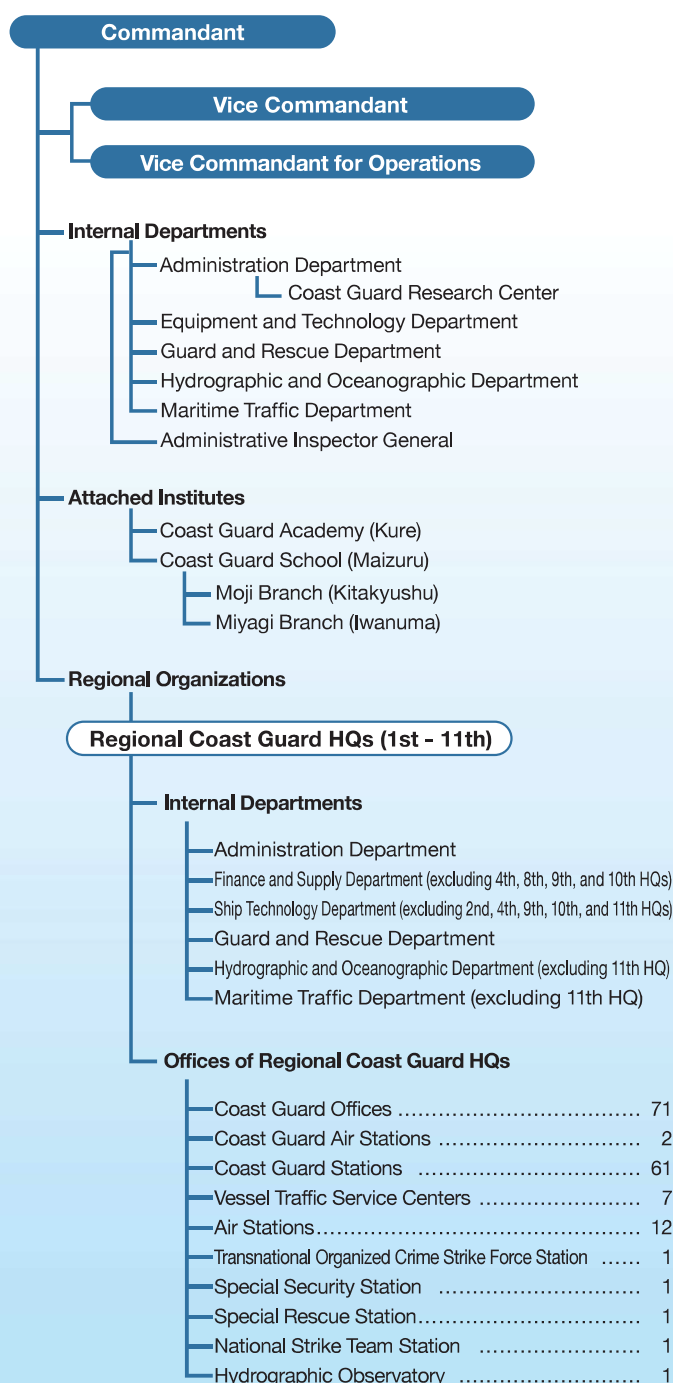 Commandant
Vice Commandant
Vice Commandant for Operations
Internal Departments
Administration Department
Coast Guard Research Center
Equipment and Technology Department
Guard and Rescue Department
Hydrographic and Oceanographic Department
Maritime Traffic Department
Administrative Inspector General
Attached Institutes
Coast Guard Academy (Kure)
Coast Guard School (Maizuru)
Moji Branch (Kitakyushu)
Miyagi Branch (Iwanuma)
Regional Organizations
Regional Coast Guard HQs (1st - 11th)
Internal Departments
Administration Department
Finance and Supply Department (excluding 4th, 8th, 9th, and 10th HQs)
Ship Technology Department (excluding 2nd, 4th, 9th, 10th, and 11th HQs)
Guard and Rescue Department
Hydrographic and Oceanographic Department (excluding 11th HQ)
Maritime Traffic Department (excluding 11th HQ)
Offices of Regional Coast Guard HQs
Coast Guard Offices .................................... 71
Coast Guard Air Stations .............................. 2
Coast Guard Stations ................................. 61
Vessel Traffic Service Centers ........................ 7
Air Stations................................................ 12
Transnational Organized Crime Strike Force Station ...... 1
Special Security Station .............................. 1
Special Rescue Station................................. 1
National Strike Team Station ........................ 1
Hydrographic Observatory ........................... 1